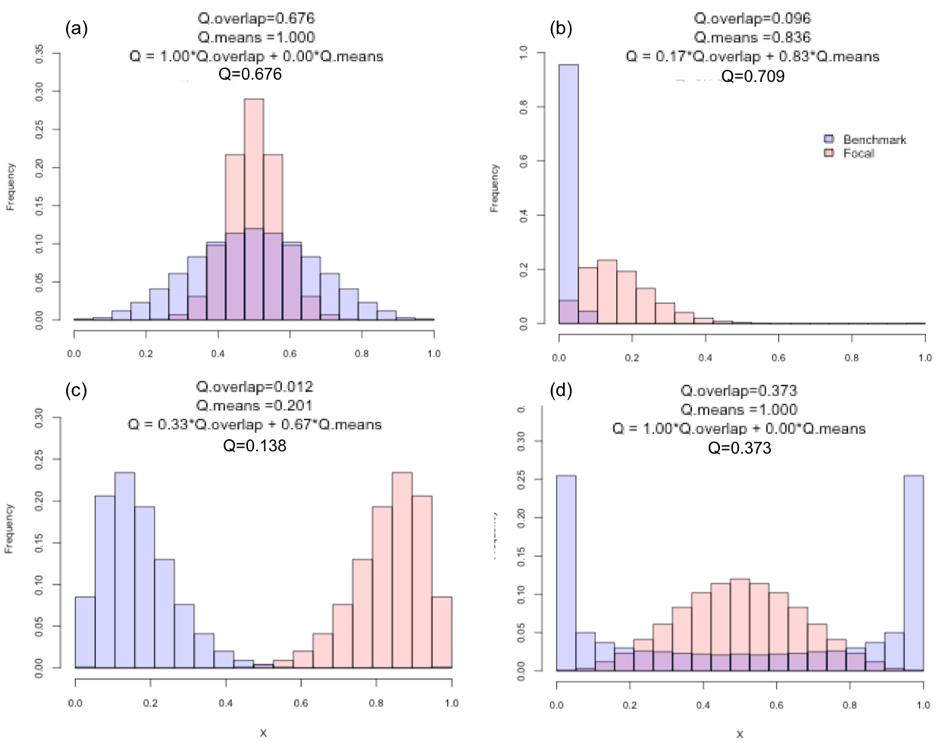 (a)
Q.overlap=0.676
Q.means =1.000
Q = 1.00*Q.overlap + 0.00*Q.means
Q=0.676
Frequency
0.35
0.30
0.25
0.20
0.15
0.10
0.05
0.00
0.0 0.2 0.4 0.6 0.8 1.0
(b)
Q.overlap=0.096
Q.means =0.836
Q = 0.17*Q.overlap + 0.83*Q.means
Q=0.709
Benchmark
Focal
Frequency
1.0
0.8
0.6
0.4
0.2
0.0
0.0 0.2 0.4 0.6 0.8 1.0
(c)
Q.overlap=0.012
Q.means =0.201
Q = 0.33*Q.overlap + 0.67*Q.means
Q=0.138
Frequency
0.30
0.25
0.20
0.15
0.10
0.05
0.00
0.0 0.2 0.4 0.6 0.8 1.0
X
(d)
Q.overlap=0.373
Q.means =1.000
Q = 1.00*Q.overlap + 0.00*Q.means
Q=0.373
0.30
0.25
0.20
0.15
0.10
0.05
0.00
0.0 0.2 0.4 0.6 0.8 1.0
X